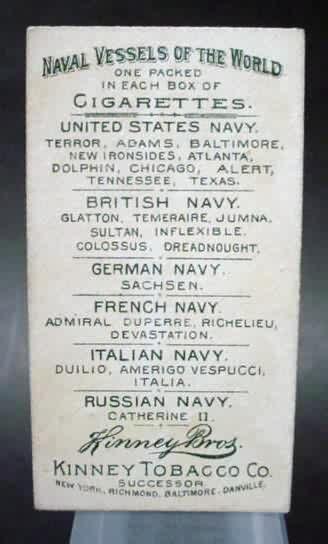 NAVAL VESSELS OF THE WORLD
ONE PACKED
IN EACH BOX OF
CIGARETTES.
UNITED STATES NAVY.
TERROR, ADAMS, BALTIMORE,
NEW IRONSIDES, ATLANTA,
DOLPHIN, CHICAGO, ALERT,
TENNESSEE, TEXAS.
BRITISH NAVY.
GLATTON, TEMERAIRE, JUMNA,
SULTAN, INFLEXIBLE,
COLOSSUS, DREADNOUGHT,
GERMAN NAVY.
SACHSEN.
FRENCH NAVY.
ADMIRAL DUPERRE, RICHELIEU,
DEVASTATION.
ITALIAN NAVY.
DUILIO, AMERIGO VESPUCCI,
ITALIA.
RUSSIAN NAVY.
CATHERINE II.
Kinney Bros.
KINNEY TOBACCO CO.
SUCCESSOR
NEW YORK, RICHMOND, BALTIMORE, DANVILLE.